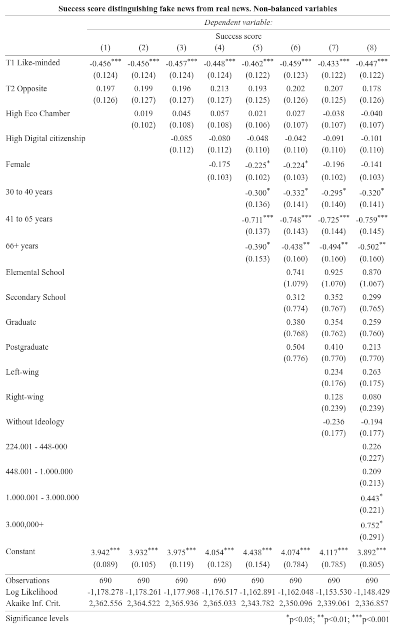 Success score distinguishing fake news from real news. Non-balanced variables
Dependent variable:
Success score
(1) (2) (3) (4) (5) (6) (7) (8)
T1 Like-minded -0.456*** -0.456*** -0.457*** -0.448*** -0.462*** -0.459*** -0.433*** -0.447***
(0.124) (0.124) (0.124) (0.124) (0.122) (0.123) (0.122) (0.122)
T2 Opposite 0.197 0.199 0.196 0.213 0.193 0.202 0.207 0.178
(0.126) (0.127) (0.127) (0.127) (0.125) (0.126) (0.125) (0.126)
High Eco Chamber 0.019 0.045 0.057 0.021 0.027 -0.038 -0.040
(0.102) (0.108) (0.108) (0.106) (0.107) (0.107) (0.107)
High Digital citizenship -0.085 -0.080 -0.048 -0.042 -0.091 -0.101
(0.112) (0.112) (0.110) (0.110) (0.110) (0.110)
Female -0.175 -0.225* -0.224* -0.196 -0.141
(0.103) (0.102) (0.103) (0.102) (0.103)
30 to 40 years -0.300* -0.332* -0.295* -0.320*
(0.136) (0.141) (0.140) (0.141)
41 to 65 years -0.711*** -0.748*** -0.725*** -0.759***
(0.137) (0.143) (0.144) (0.145)
66+ years -0.390* -0.438** -0.494** -0.502**
(0.153) (0.160) (0.160) (0.160)
Elemental School 0.741 0.925 0.870
(1.079) (1.070) (1.067)
Secondary School 0.312 0.352 0.299
(0.774) (0.767) (0.765)
Graduate 0.380 0.354 0.259
(0.768) (0.762) (0.760)
Postgraduate 0.504 0.410 0.213
(0.776) (0.770) (0.770)
Left-wing 0.234 0.263
(0.176) (0.175)
Right-wing 0.128 0.080
(0.239) (0.239)
Without Ideology -0.236 -0.194
(0.177) (0.177)
224.001 - 448-000 0.226
(0.227)
448.001 - 1.000.000 0.209
(0.213)
1.000.001 - 3.000.000 0.443*
(0.221)
3.000,000+ 0.752*
(0.291)
Constant 3.942*** 3.932*** 3.975*** 4.054*** 4.438*** 4.074*** 4.117*** 3.892***
(0.089) (0.105) (0.119) (0.128) (0.154) (0.784) (0.785) (0.805)
Observations 690 690 690 690 690 690 690 690
Log Likelihood -1,178.278 -1,178.261 -1,177.968 -1,176.517 -1,162.891 -1,162.048 -1,153.530 -1,148.429
Akaike Inf. Crit. 2,362.556 2,364.522 2,365.936 2,365.033 2,343.782 2,350.096 2,339.061 2,336.857
Significance levels *p<0.05; **p<0.01; ***p<0.001